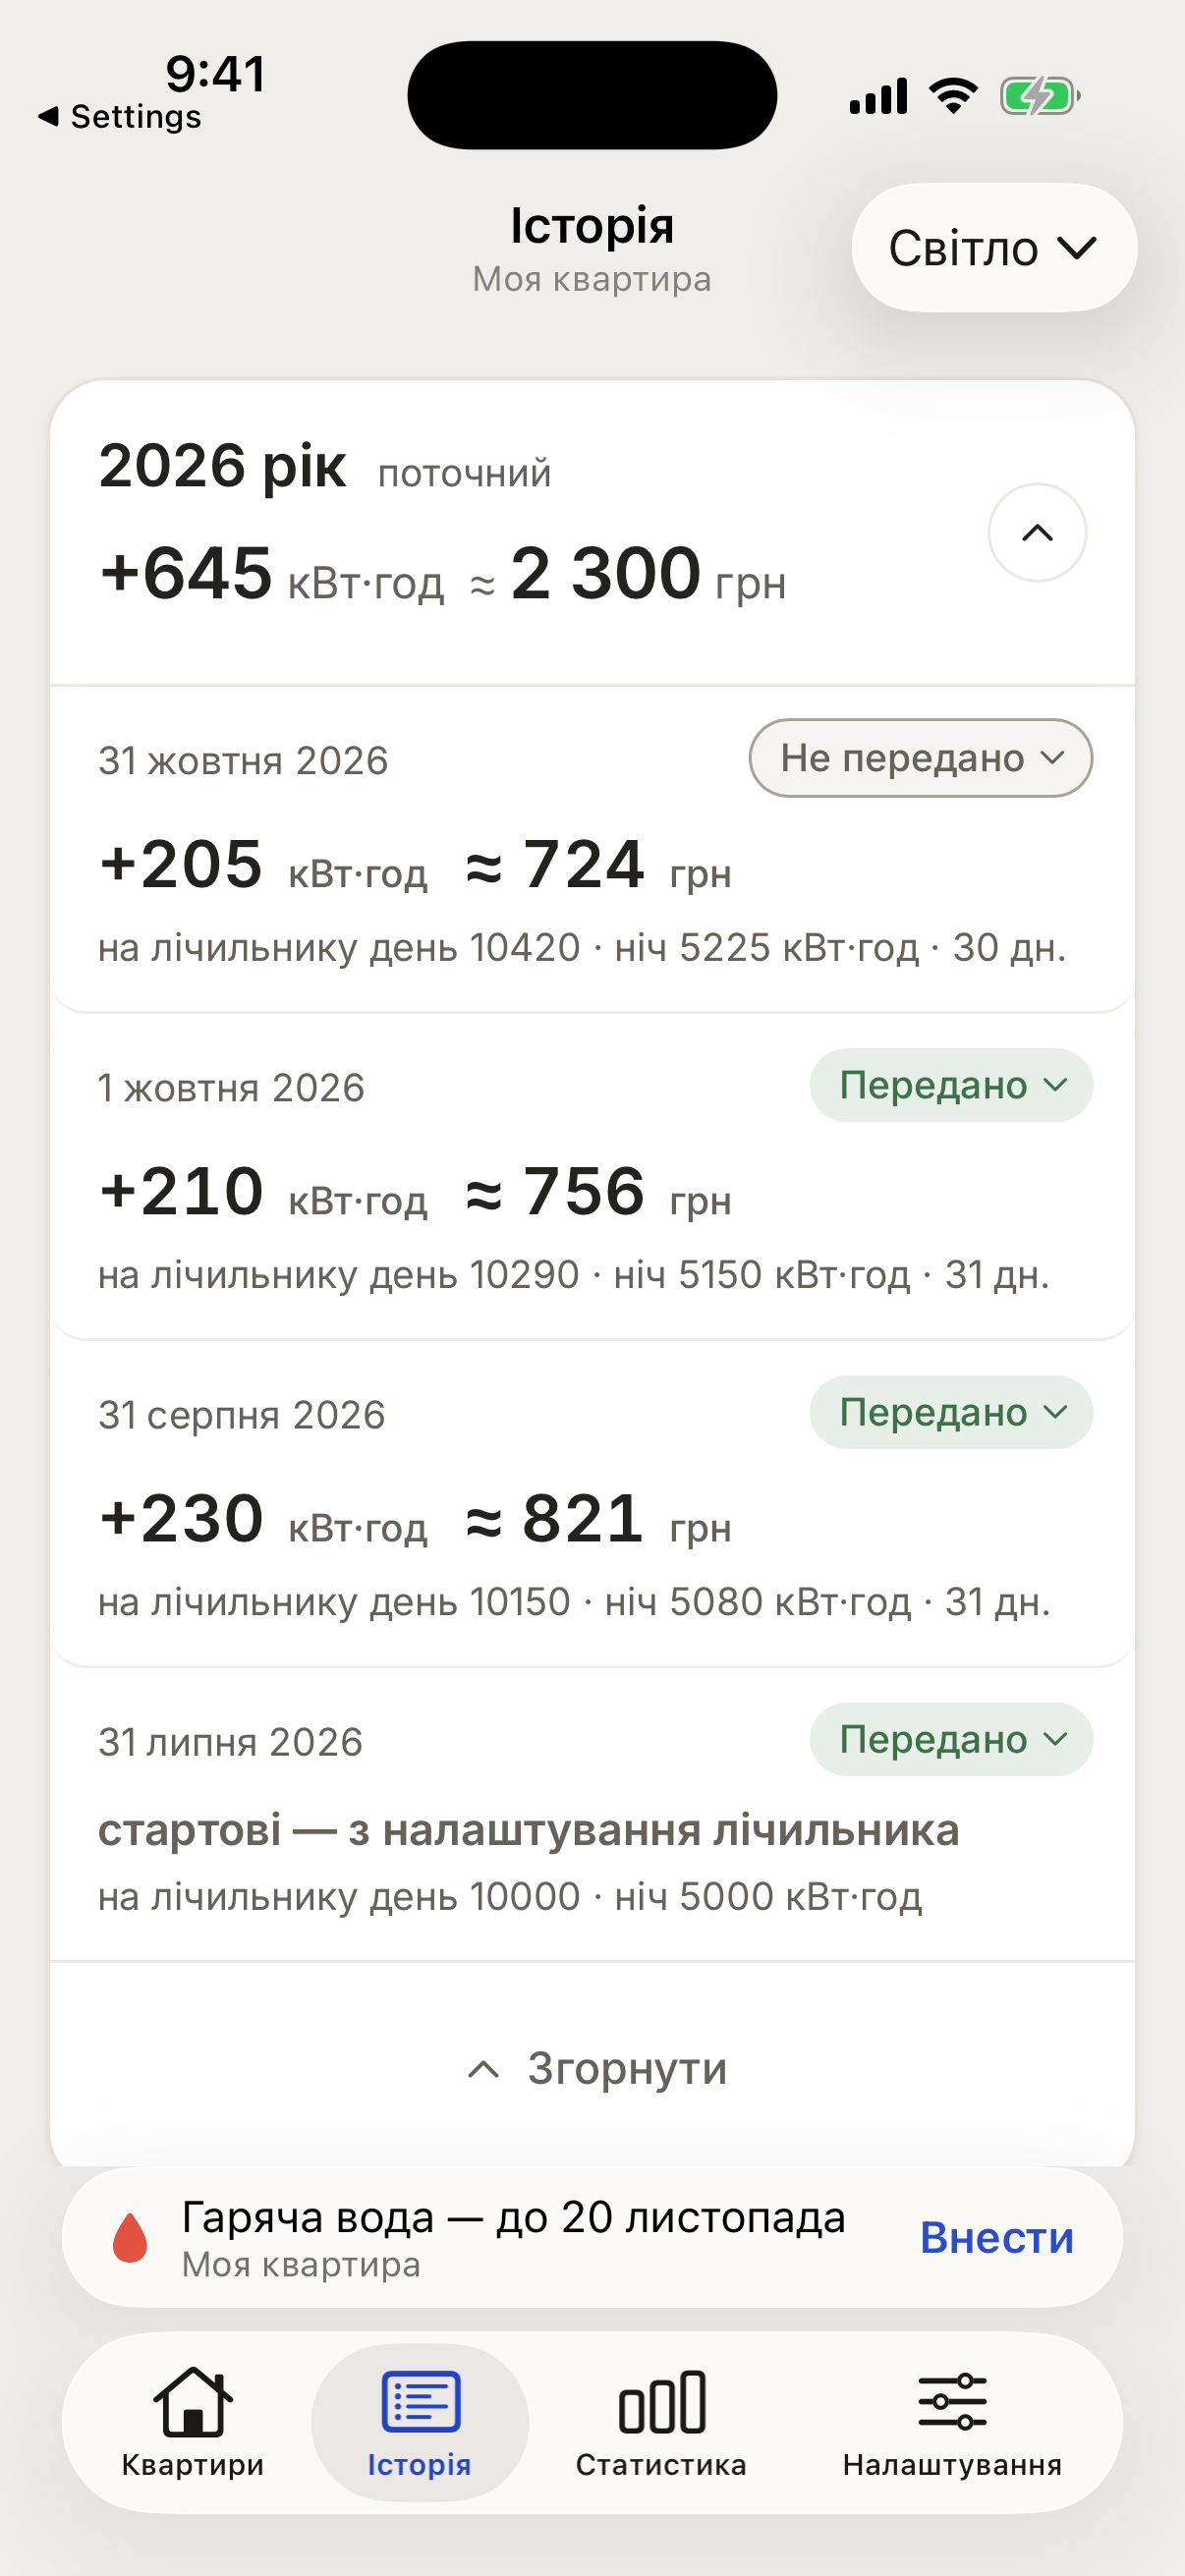 9:41
◀ Settings
Історія
Моя квартира
Світло
2026 рік поточний
+645 кВт·год ≈ 2 300 грн
31 жовтня 2026
Не передано
+205 кВт·год ≈ 724 грн
на лічильнику день 10420 · ніч 5225 кВт·год · 30 дн.
1 жовтня 2026
Передано
+210 кВт·год ≈ 756 грн
на лічильнику день 10290 · ніч 5150 кВт·год · 31 дн.
31 серпня 2026
Передано
+230 кВт·год ≈ 821 грн
на лічильнику день 10150 · ніч 5080 кВт·год · 31 дн.
31 липня 2026
Передано
стартові — з налаштування лічильника
на лічильнику день 10000 · ніч 5000 кВт·год
Згорнути
Гаряча вода — до 20 листопада
Моя квартира
Внести
Квартири
Історія
Статистика
Налаштування